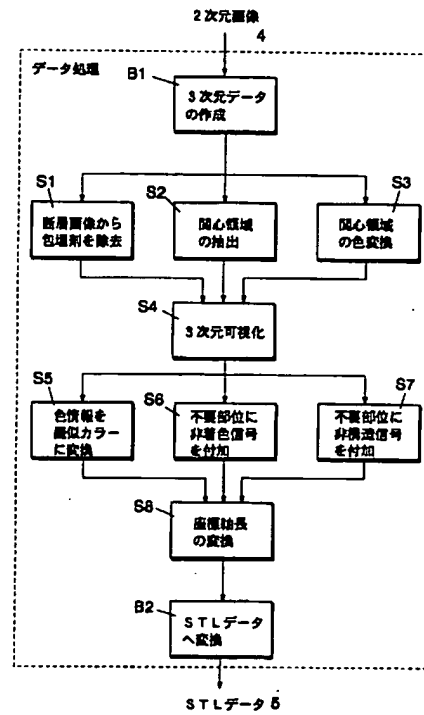 2次元画像
4
データ処理
B1
3次元データ
の作成
S1
断層画像から
包埋剤を除去
S2
関心領域
の抽出
S3
関心領域
の色変換
S4
3次元可視化
S5
色情報を
擬似カラー
に変換
S6
不要部位に
非着色信号
を付加
S7
不要部位に
非構造信号
を付加
S8
座標軸長
の変換
B2
STLデータ
へ変換
STLデータ 5